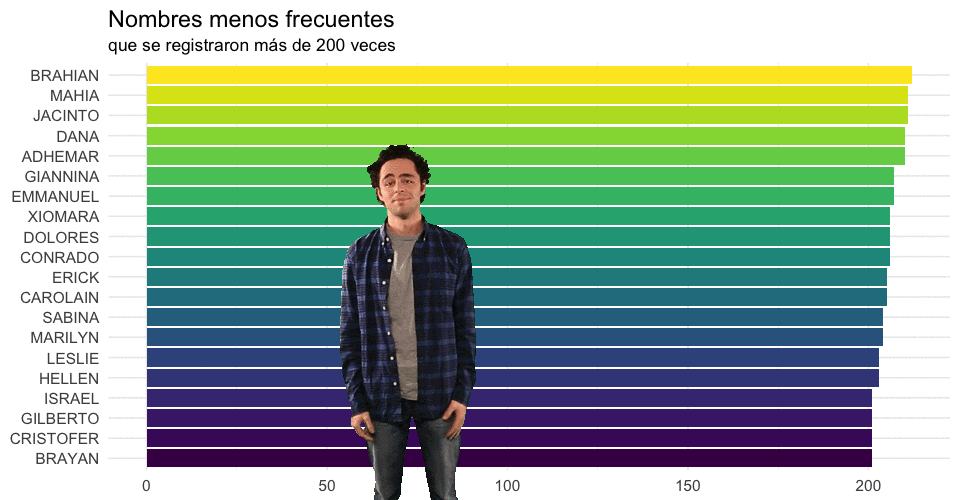 Nombres menos frecuentes
que se registraron más de 200 veces
BRAHIAN
MAHIA
JACINTO
DANA
ADHEMAR
GIANNINA
EMMANUEL
XIOMARA
DOLORES
CONRADO
ERICK
CAROLAIN
SABINA
MARILYN
LESLIE
HELLEN
ISRAEL
GILBERTO
CRISTOFER
BRAYAN
0 50 100 150 200